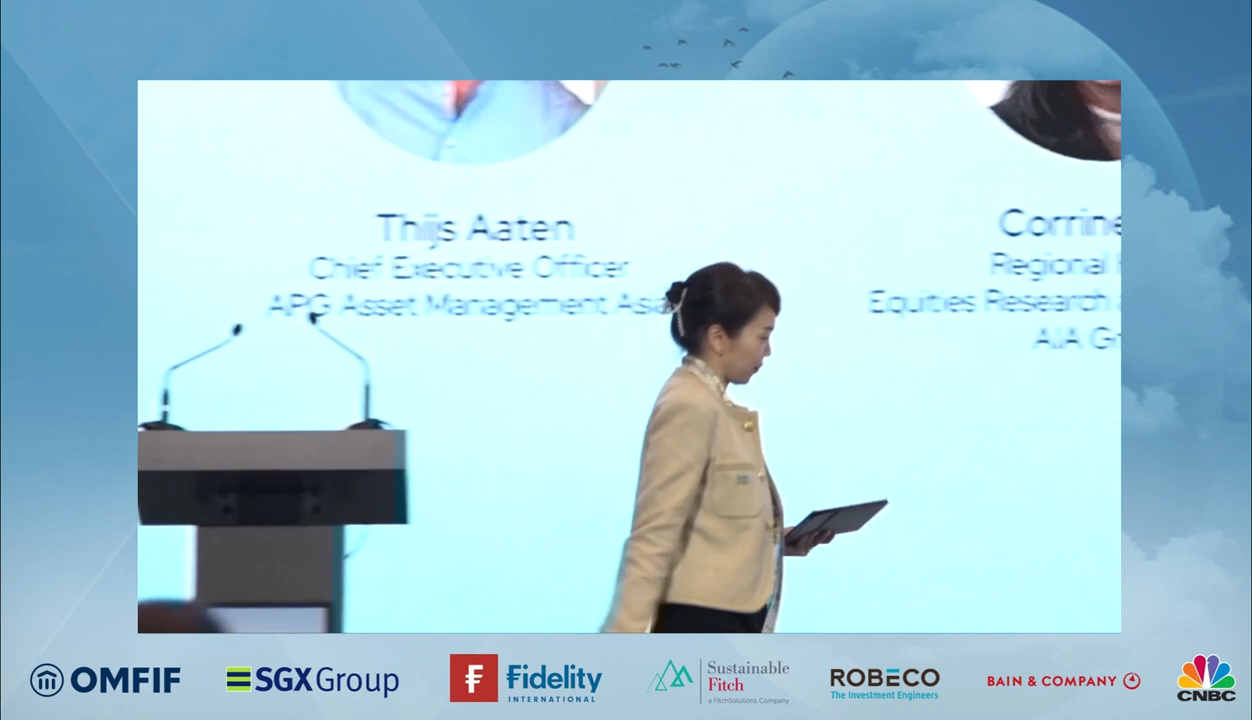 Thijs Aaten
Chief Executive Officer
APG Asset Management Asia
Corrine
Regional
Equities Research
AIA
OMFIF
SGX Group
Fidelity
INTERNATIONAL
Sustainable
Fitch
a FitchSolutions Company
ROBECO
The Investment Engineers
BAIN & COMPANY
CNBC